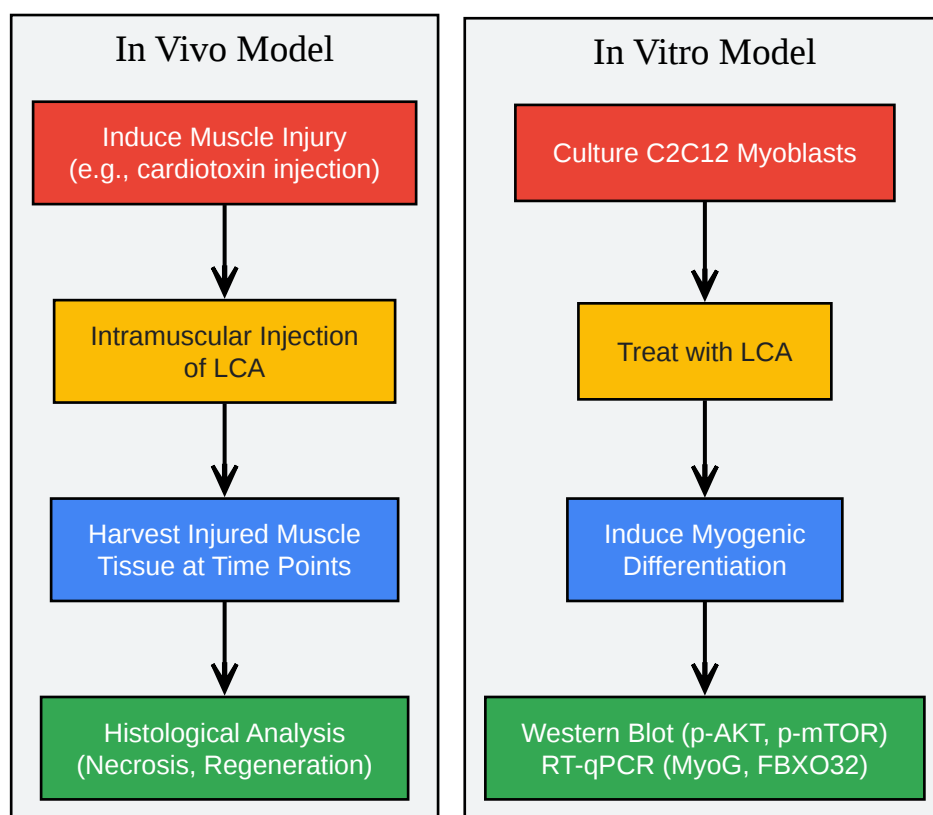 In Vivo Model
Induce Muscle Injury
(e.g., cardiotoxin injection)
Intramuscular Injection
of LCA
Harvest Injured Muscle
Tissue at Time Points
Histological Analysis
(Necrosis, Regeneration)
In Vitro Model
Culture C2C12 Myoblasts
Treat with LCA
Induce Myogenic
Differentiation
Western Blot (p-AKT, p-mTOR)
RT-qPCR (MyoG, FBXO32)